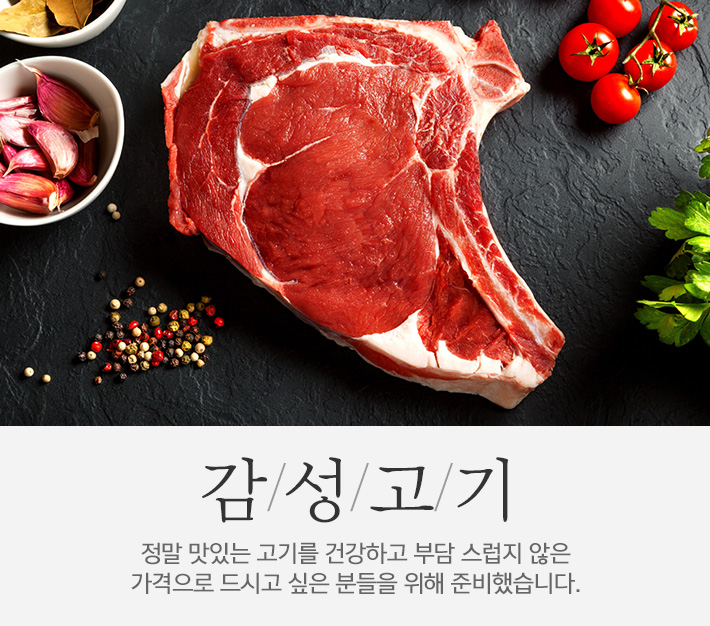 감/성/고/기
정말 맛있는 고기를 건강하고 부담 스럽지 않은
가격으로 드시고 싶은 분들을 위해 준비했습니다.